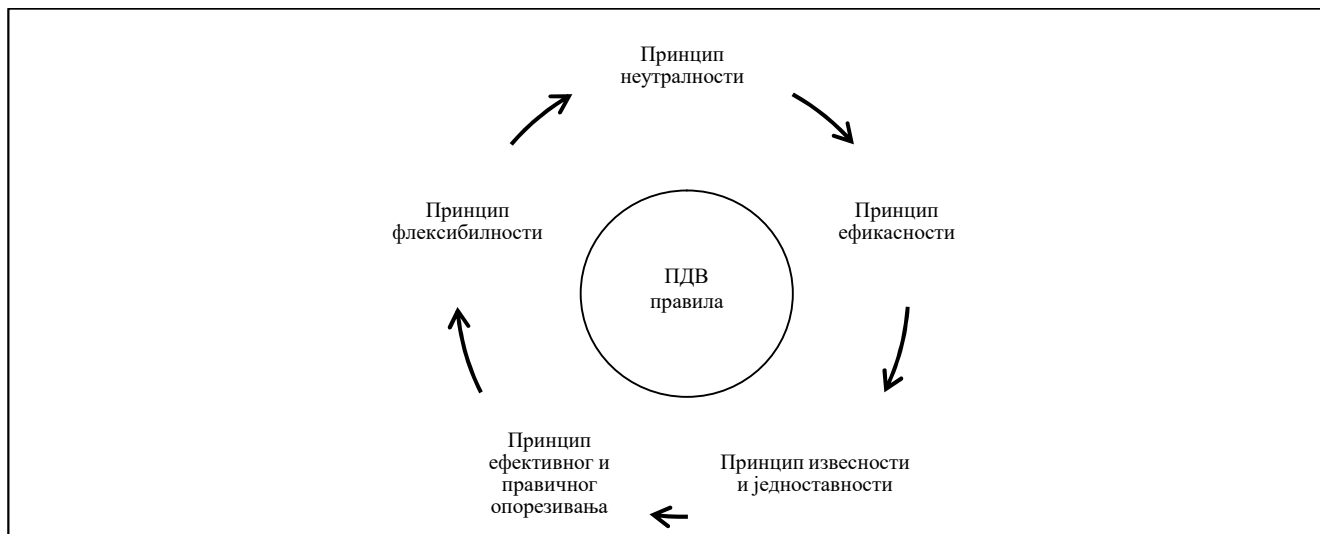 Принцип
неутралности
Принцип
ефикасности
Принцип извесности
и једноставности
Принцип
ефективног и
правичног
опорезивања
Принцип
флексибилности
ПДВ
правила